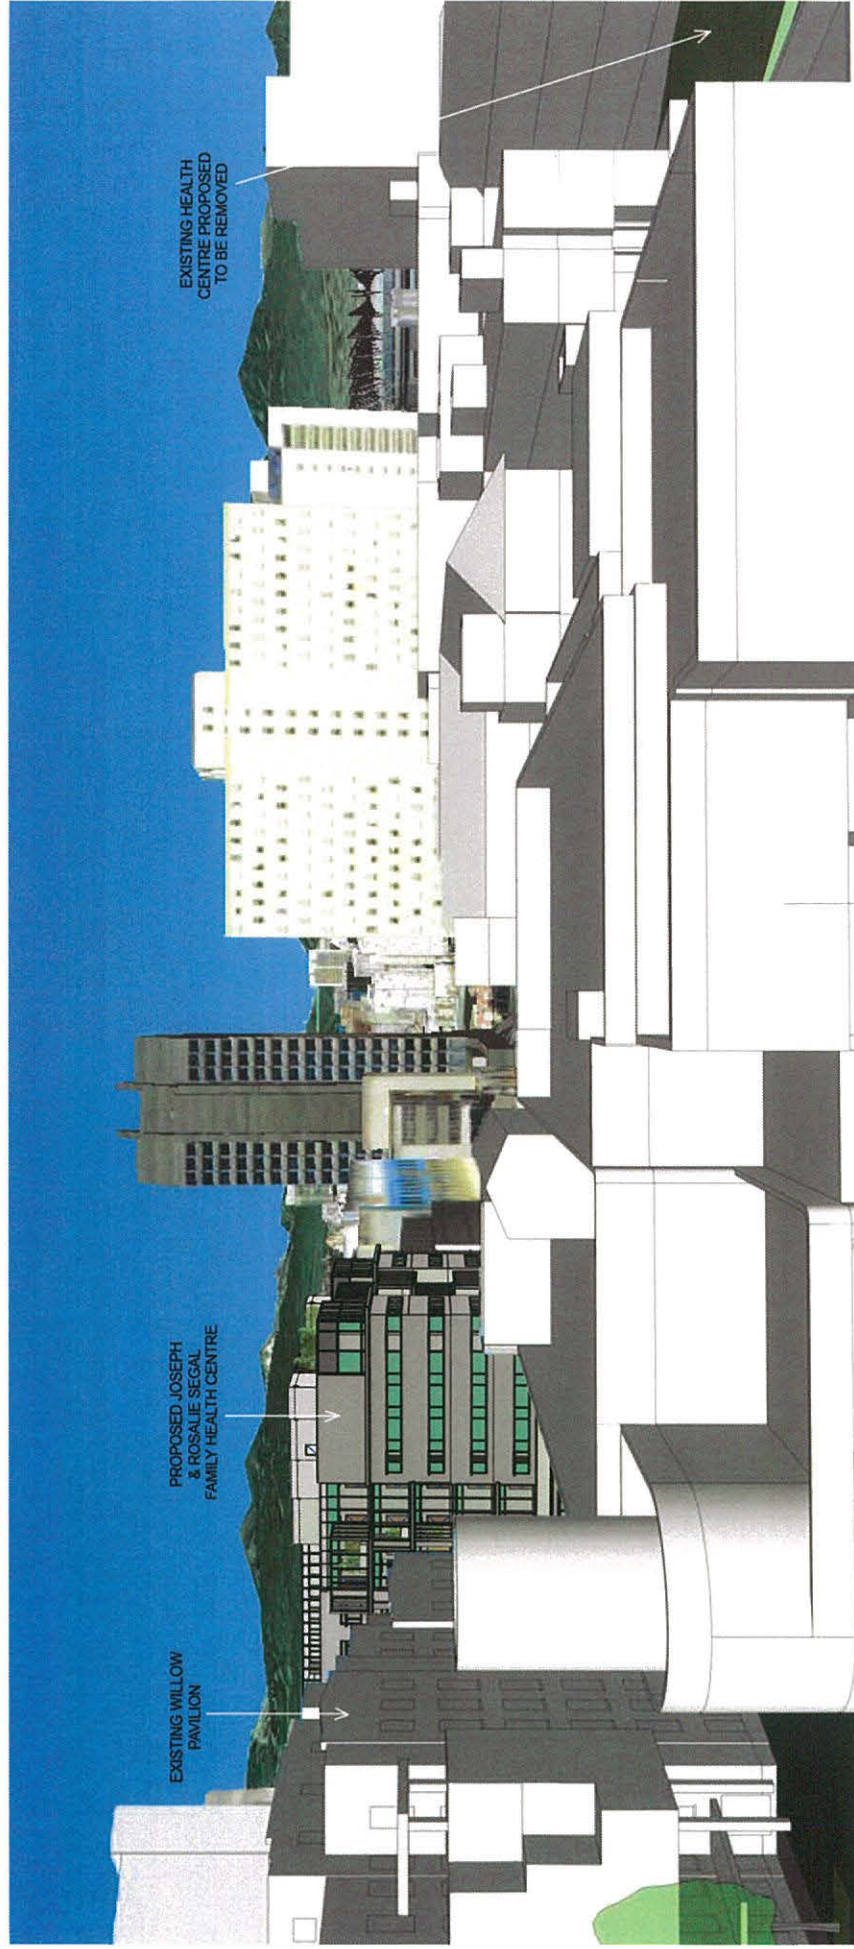 EXISTING WILLOW
PAVILION
PROPOSED JOSEPH
& ROSALIE SEGAL
FAMILY HEALTH CENTRE
EXISTING HEALTH
CENTRE PROPOSED
TO BE REMOVED